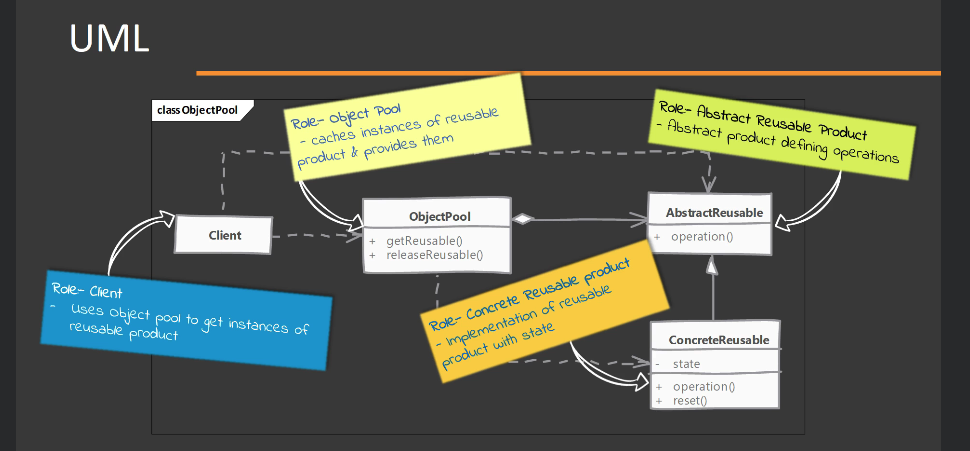 UML
class ObjectPool
Role- Object Pool
- caches instances of reusable
product & provides them
Role- Abstract Reusable Product
- Abstract product defining operations
Client
ObjectPool
+ getReusable()
+ releaseReusable()
AbstractReusable
+ operation()
Role- Client
- Uses Object pool to get instances of
reusable product
Role- Concrete Reusable product
- Implementation of reusable
product with state
ConcreteReusable
- state
+ operation()
+ reset()